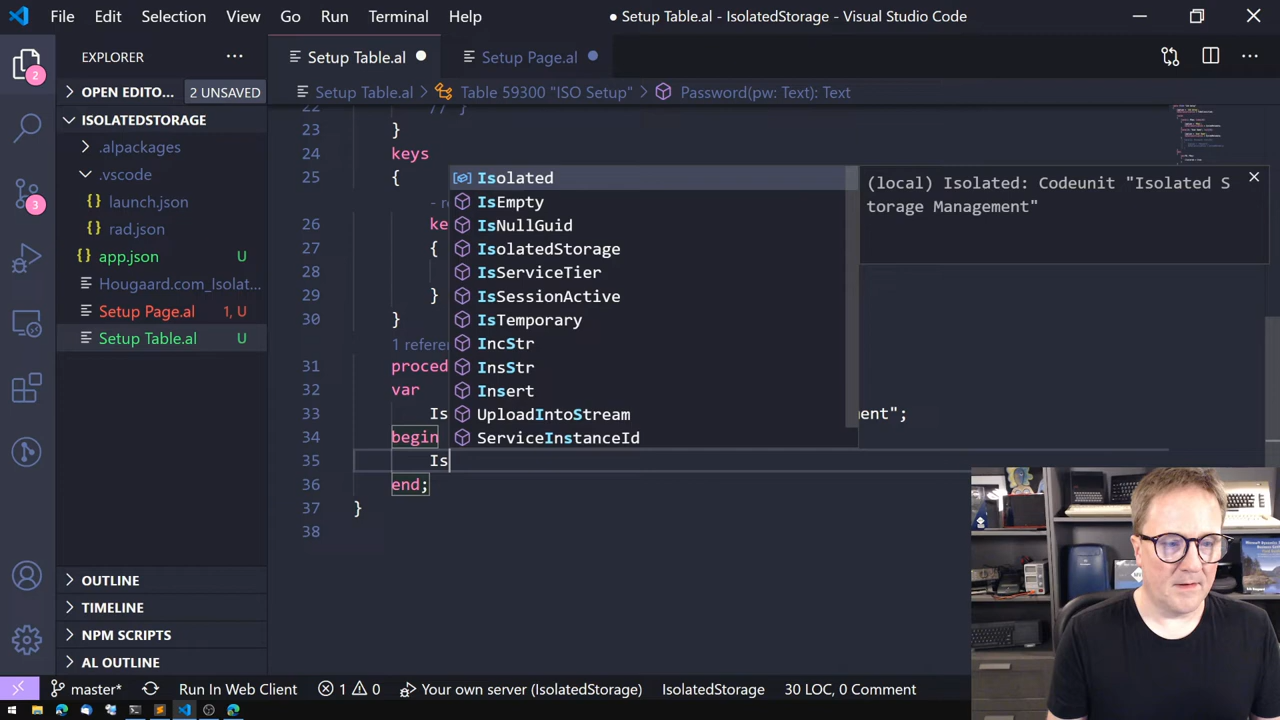 File Edit Selection View Go Run Terminal Help
● Setup Table.al - IsolatedStorage - Visual Studio Code
EXPLORER
OPEN EDITO... 2 UNSAVED
ISOLATEDSTORAGE
.alpackages
.vscode
launch.json
rad.json
app.json U
Hougaard.com_Isolat...
Setup Page.al 1, U
Setup Table.al U
OUTLINE
TIMELINE
NPM SCRIPTS
AL OUTLINE
2
3
Setup Table.al
Setup Page.al
Setup Table.al > Table 59300 "ISO Setup" > Password(pw: Text): Text
22 // }
23 }
24 keys
25 {
26 ke
27 {
28
29 }
30 }
1 refere
31 proced
32 var
33 Is ent";
34 begin
35 Is
36 end;
37 }
38
Isolated
IsEmpty
IsNullGuid
IsolatedStorage
IsServiceTier
IsSessionActive
IsTemporary
IncStr
InsStr
Insert
UploadIntoStream
ServiceInstanceId
(local) Isolated: Codeunit "Isolated S
torage Management"
master* Run In Web Client 1 0 Your own server (IsolatedStorage) IsolatedStorage 30 LOC, 0 Comment